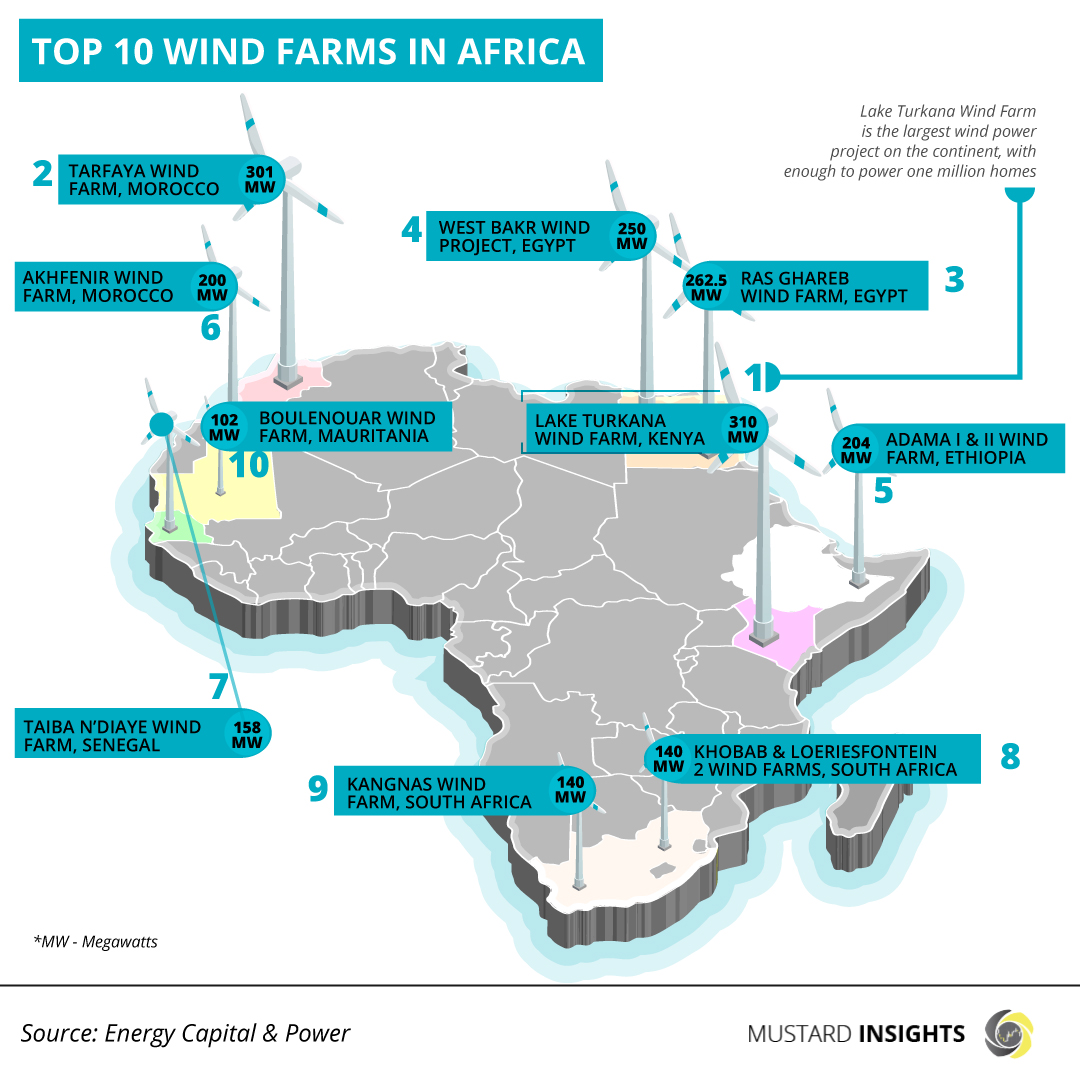 TOP 10 WIND FARMS IN AFRICA
Lake Turkana Wind Farm
is the largest wind power
project on the continent, with
enough to power one million homes
2
TARFAYA WIND
FARM, MOROCCO
301
MW
4
WEST BAKR WIND
PROJECT, EGYPT
250
MW
AKHFENIR WIND
FARM, MOROCCO
200
MW
6
262.5
MW
RAS GHAREB
WIND FARM, EGYPT
3
1
102
MW
BOULENOUAR WIND
FARM, MAURITANIA
10
LAKE TURKANA
WIND FARM, KENYA
310
MW
204
MW
ADAMA I & II WIND
FARM, ETHIOPIA
5
7
TAIBA N'DIAYE WIND
FARM, SENEGAL
158
MW
140
MW
KHOBAB & LOERIESFONTEIN
2 WIND FARMS, SOUTH AFRICA
8
9
KANGNAS WIND
FARM, SOUTH AFRICA
140
MW
*MW - Megawatts
Source: Energy Capital & Power
MUSTARD INSIGHTS